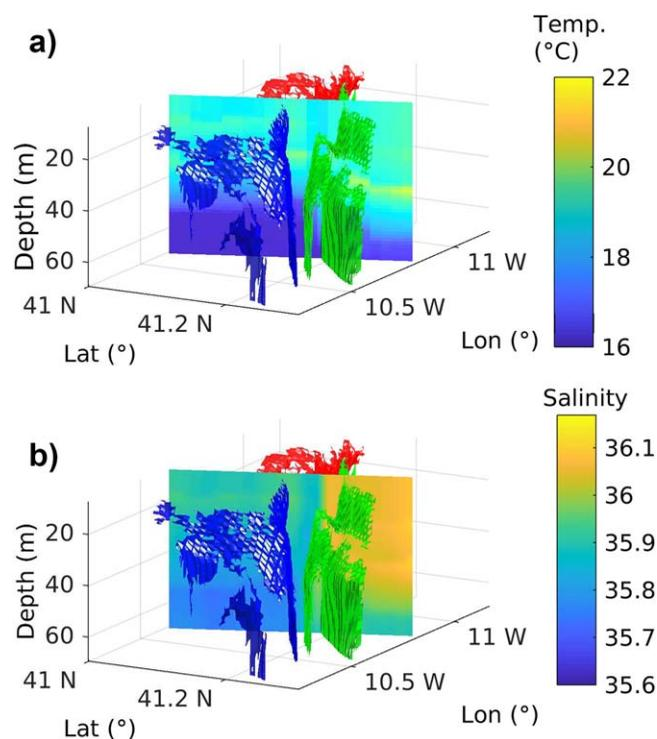 a)
Temp.
(°C)
22
20
18
16
20
40
60
Depth (m)
41 N
41.2 N
Lat (°)
10.5 W
11 W
Lon (°)
b)
Salinity
36.1
36
35.9
35.8
35.7
35.6
20
40
60
Depth (m)
41 N
41.2 N
Lat (°)
10.5 W
11 W
Lon (°)